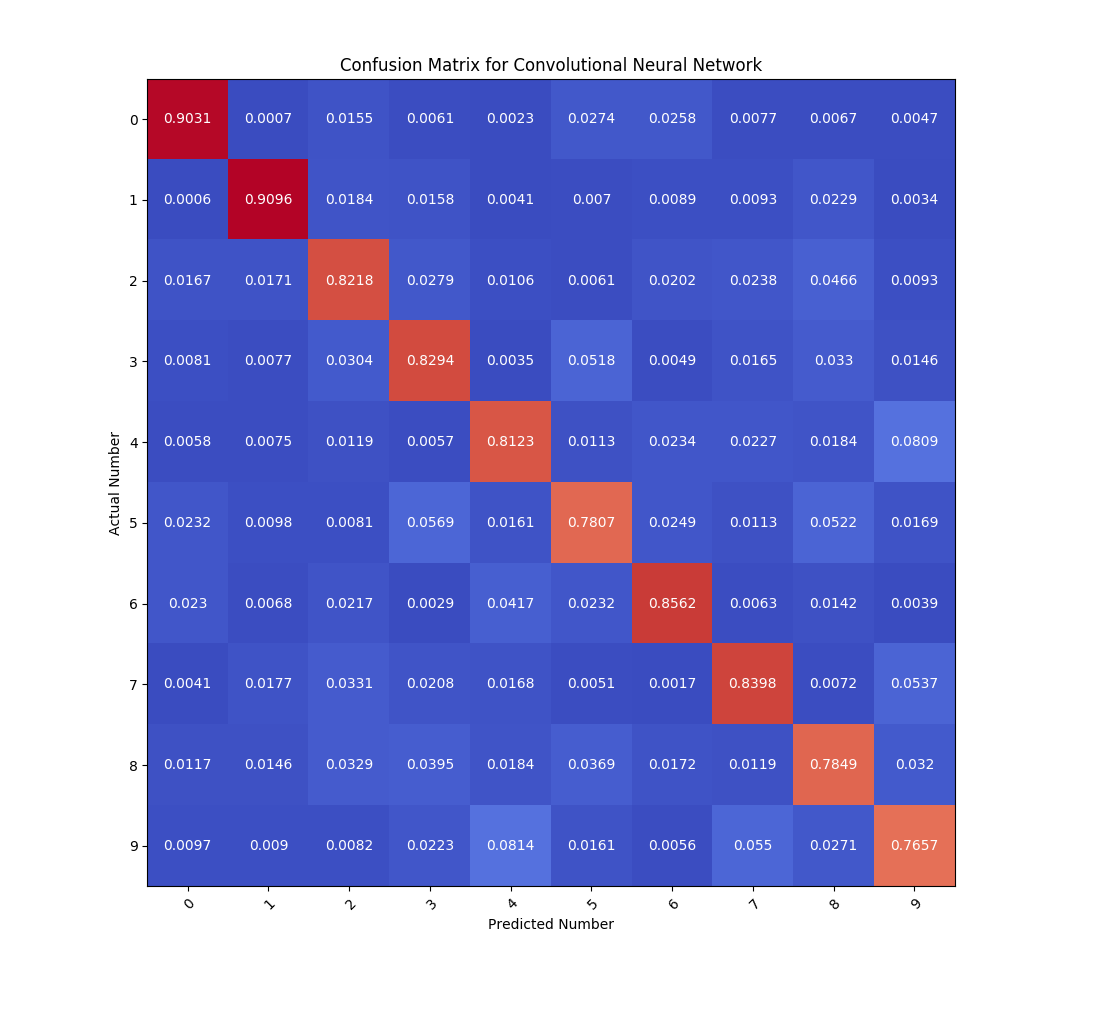 Confusion Matrix for Convolutional Neural Network
0 0.9031 0.0007 0.0155 0.0061 0.0023 0.0274 0.0258 0.0077 0.0067 0.0047
1 0.0006 0.9096 0.0184 0.0158 0.0041 0.007 0.0089 0.0093 0.0229 0.0034
2 0.0167 0.0171 0.8218 0.0279 0.0106 0.0061 0.0202 0.0238 0.0466 0.0093
3 0.0081 0.0077 0.0304 0.8294 0.0035 0.0518 0.0049 0.0165 0.033 0.0146
4 0.0058 0.0075 0.0119 0.0057 0.8123 0.0113 0.0234 0.0227 0.0184 0.0809
Actual Number
5 0.0232 0.0098 0.0081 0.0569 0.0161 0.7807 0.0249 0.0113 0.0522 0.0169
6 0.023 0.0068 0.0217 0.0029 0.0417 0.0232 0.8562 0.0063 0.0142 0.0039
7 0.0041 0.0177 0.0331 0.0208 0.0168 0.0051 0.0017 0.8398 0.0072 0.0537
8 0.0117 0.0146 0.0329 0.0395 0.0184 0.0369 0.0172 0.0119 0.7849 0.032
9 0.0097 0.009 0.0082 0.0223 0.0814 0.0161 0.0056 0.055 0.0271 0.7657
0 1 2 3 4 5 6 7 8 9
Predicted Number